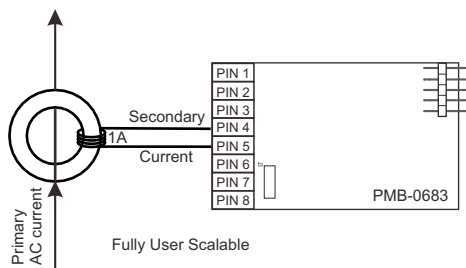 PIN 1
PIN 2
PIN 3
Secondary
PIN 4
1A
Current
PIN 5
PIN 6
PIN 7
PIN 8
PMB-0683
Primary
AC current
Fully User Scalable